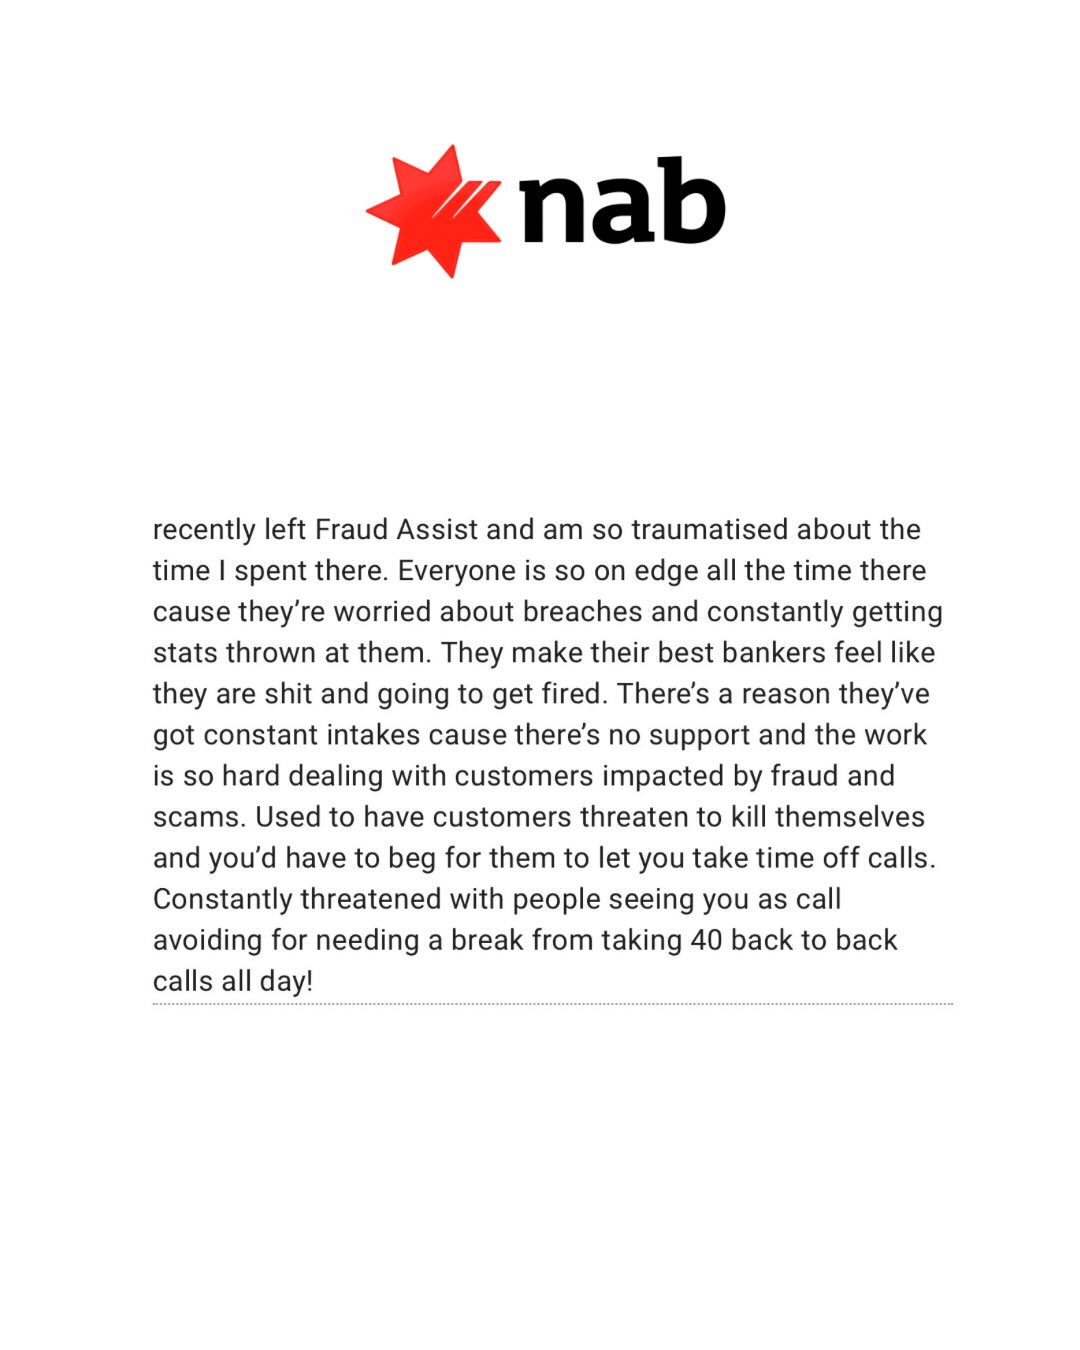 nab
recently left Fraud Assist and am so traumatised about the
time I spent there. Everyone is so on edge all the time there
cause they’re worried about breaches and constantly getting
stats thrown at them. They make their best bankers feel like
they are shit and going to get fired. There’s a reason they’ve
got constant intakes cause there’s no support and the work
is so hard dealing with customers impacted by fraud and
scams. Used to have customers threaten to kill themselves
and you’d have to beg for them to let you take time off calls.
Constantly threatened with people seeing you as call
avoiding for needing a break from taking 40 back to back
calls all day!